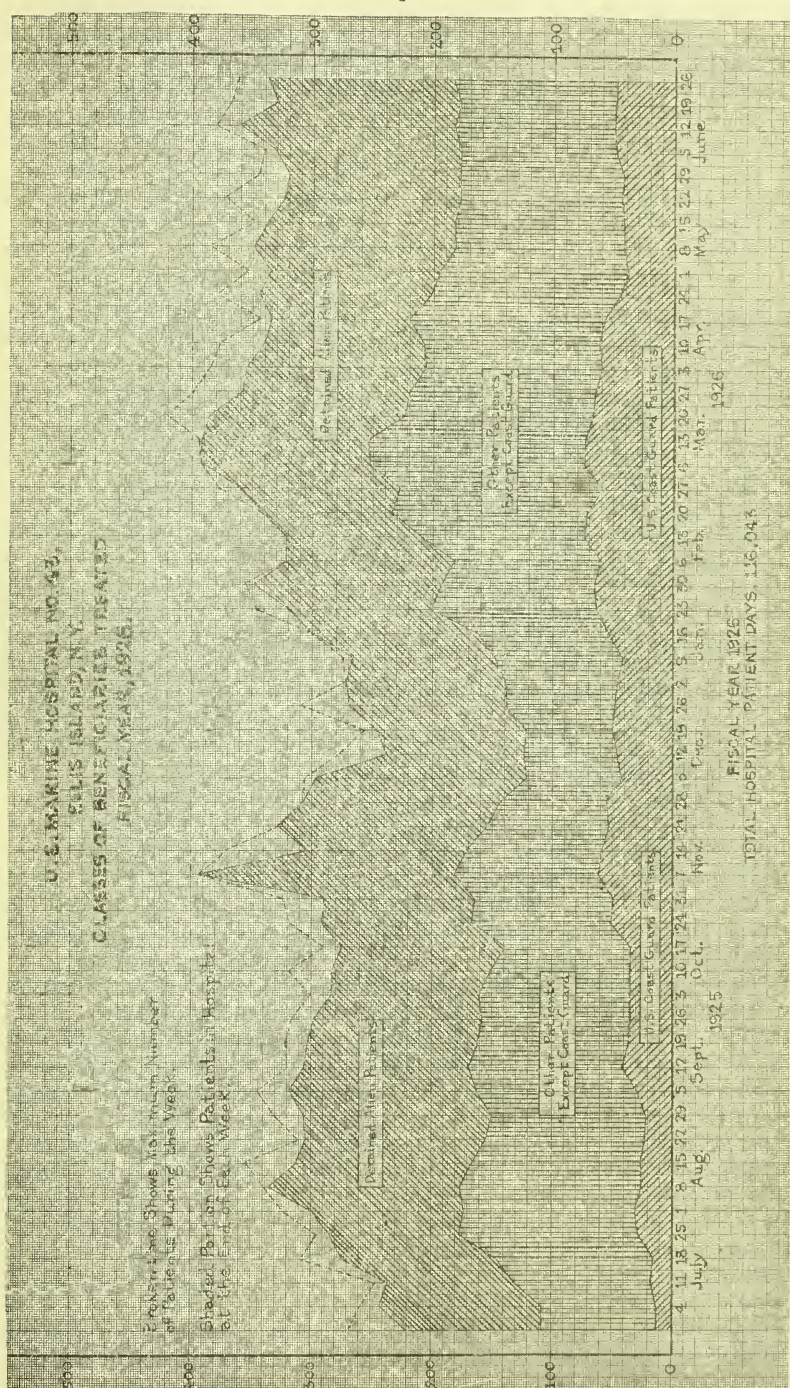 U.S. MARINE HOSPITAL NO. 43.
ELLIS ISLAND, N.Y.
CLASSES OF BENEFICIARIES TREATED
FISCAL YEAR, 1926.
Broken Line Shows Maximum Number
of Patients During the Week.
Shaded Portion Shows Patients in Hospital
at the End of Each Week.
500
400
300
200
100
0
500
400
300
200
100
0
Detained Alien Patients
Detained Alien Patients
Other Patients
Except Coast Guard
Other Patients
Except Coast Guard
U.S. Coast Guard Patients
U.S. Coast Guard Patients
4 11 18 25 1 8 15 22 29 5 17 19 26 3 10 17 24 31 7 14 21 28 5 12 19 26 2 9 16 23 30 6 13 20 27 6 13 20 27 3 10 17 24 1 8 15 22 29 5 12 19 26
July Aug. Sept. Oct. Nov. Dec. Jan. Feb. Mar. Apr. May June
1925 1926
FISCAL YEAR 1926
TOTAL HOSPITAL PATIENT DAYS: 116,043